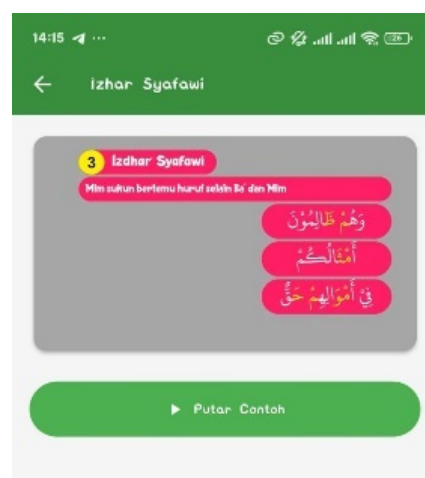 14:15
Izhar Syafawi
3 Izdhar Syafawi
Mim sukun bertemu huruf selain Ba' dan Mim
وَهُمْ ظَالِمُوْنَ
أَمْثَالُكُمْ
فِيْ أَمْوَالِهِمْ حَقٌّ
Putar Contoh